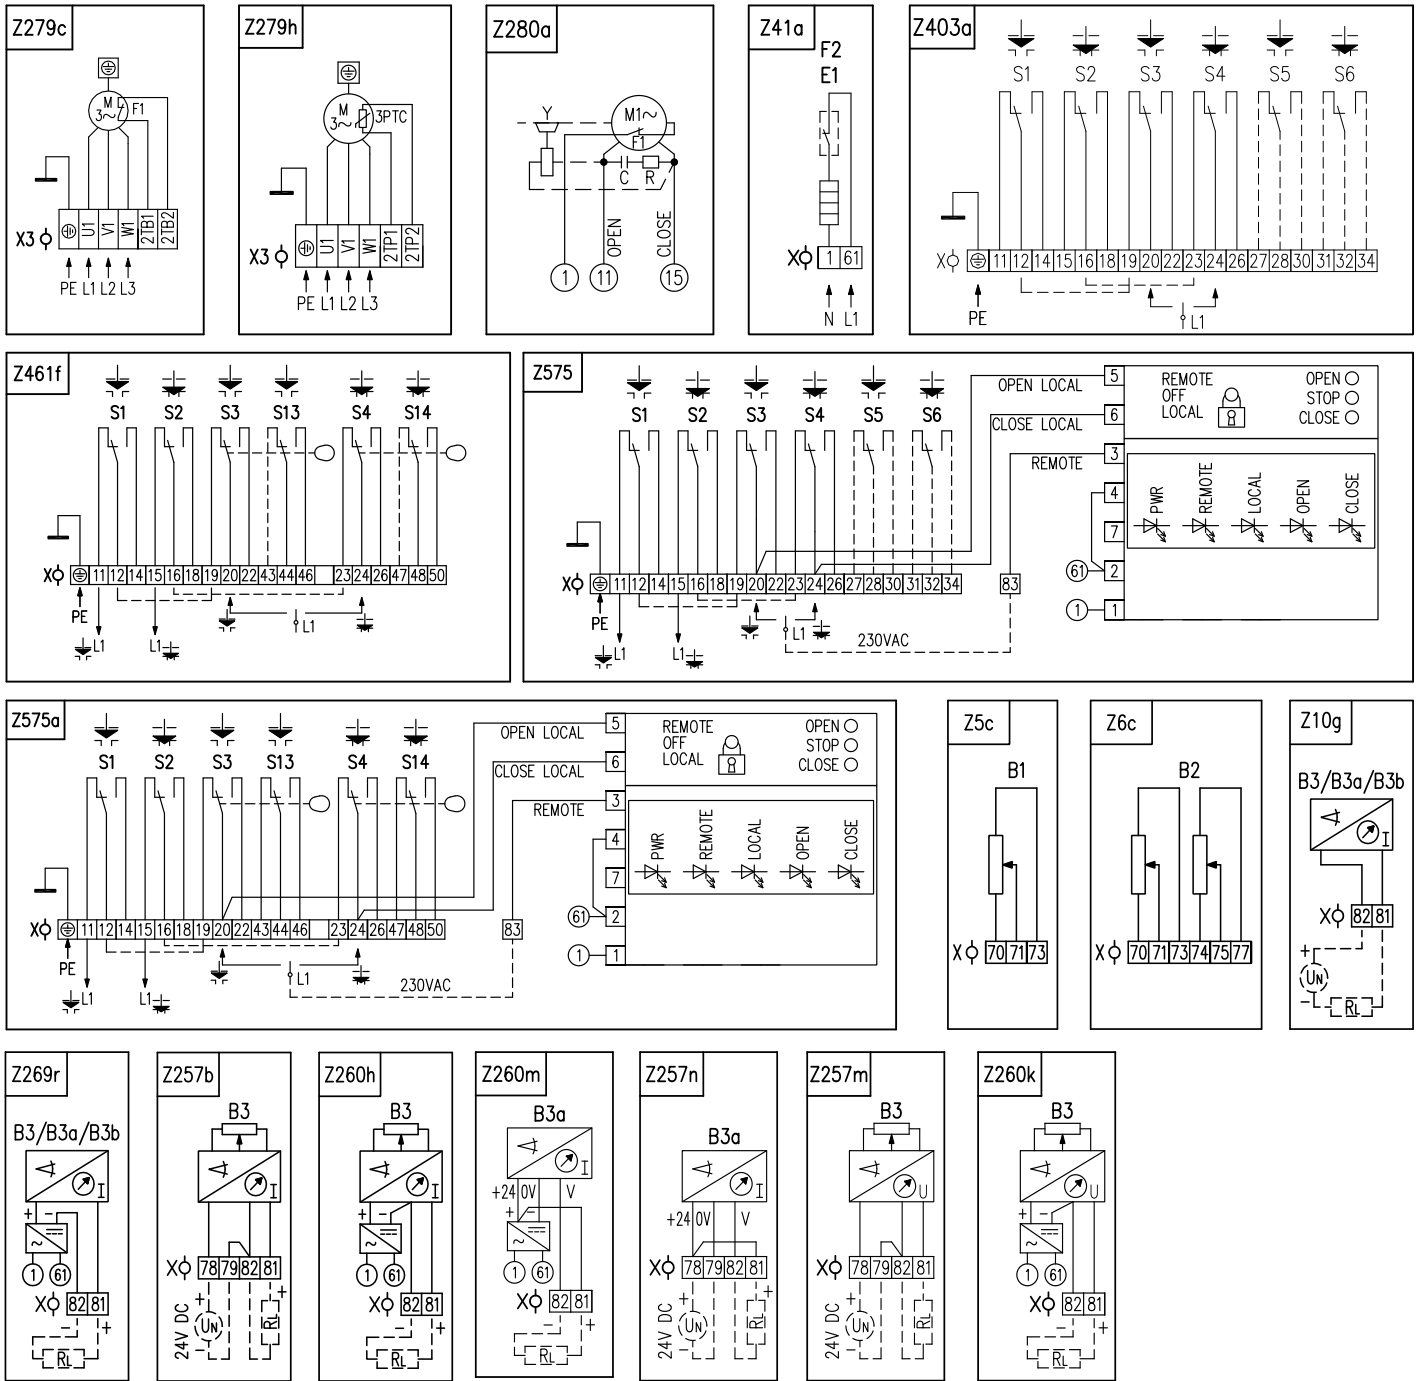 Z279c
M
3~
F1
X3
U1 V1 W1 2TB1 2TB2
PE L1 L2 L3
Z279h
M
3~
3PTC
X3
U1 V1 W1 2TP1 2TP2
PE L1 L2 L3
Z280a
Y
M1~
F1
C R
OPEN
CLOSE
1 11 15
Z41a
F2
E1
X 1 61
N L1
Z403a
S1 S2 S3 S4 S5 S6
X 11 12 14 15 16 18 19 20 22 23 24 26 27 28 30 31 32 34
PE
L1
Z461f
S1 S2 S3 S13 S4 S14
X 11 12 14 15 16 18 19 20 22 43 44 46 23 24 26 47 48 50
PE
L1 L1 L1
Z575
S1 S2 S3 S4 S5 S6
X 11 12 14 15 16 18 19 20 22 23 24 26 27 28 30 31 32 34 83
PE
L1 L1 L1
230VAC
OPEN LOCAL 5
CLOSE LOCAL 6
REMOTE 3
4
7
61 2
1 1
REMOTE
OFF
LOCAL
OPEN
STOP
CLOSE
PWR REMOTE LOCAL OPEN CLOSE
Z575a
S1 S2 S3 S13 S4 S14
X 11 12 14 15 16 18 19 20 22 43 44 46 23 24 26 47 48 50 83
PE
L1 L1 L1
230VAC
OPEN LOCAL 5
CLOSE LOCAL 6
REMOTE 3
4
7
61 2
1 1
REMOTE
OFF
LOCAL
OPEN
STOP
CLOSE
PWR REMOTE LOCAL OPEN CLOSE
Z5c
B1
X 70 71 73
Z6c
B2
X 70 71 73 74 75 77
Z10g
B3/B3a/B3b
I
X 82 81
+
UN
-
RL
Z269r
B3/B3a/B3b
I
+ -
~
1 61
X 82 81
- +
RL
Z257b
B3
I
X 78 79 82 81
24V DC
+ UN -
RL +
-
Z260h
B3
I
+ -
~
1 61
X 82 81
- +
RL
Z260m
B3a
I
+24 0V V
+ -
~
1 61
X 82 81
- +
RL
Z257n
B3a
I
+24 0V V
X 78 79 82 81
24V DC
+ UN -
RL +
-
Z257m
B3
U
X 78 79 82 81
24V DC
+ UN -
RL +
-
Z260k
B3
U
+ -
~
1 61
X 82 81
- +
RL